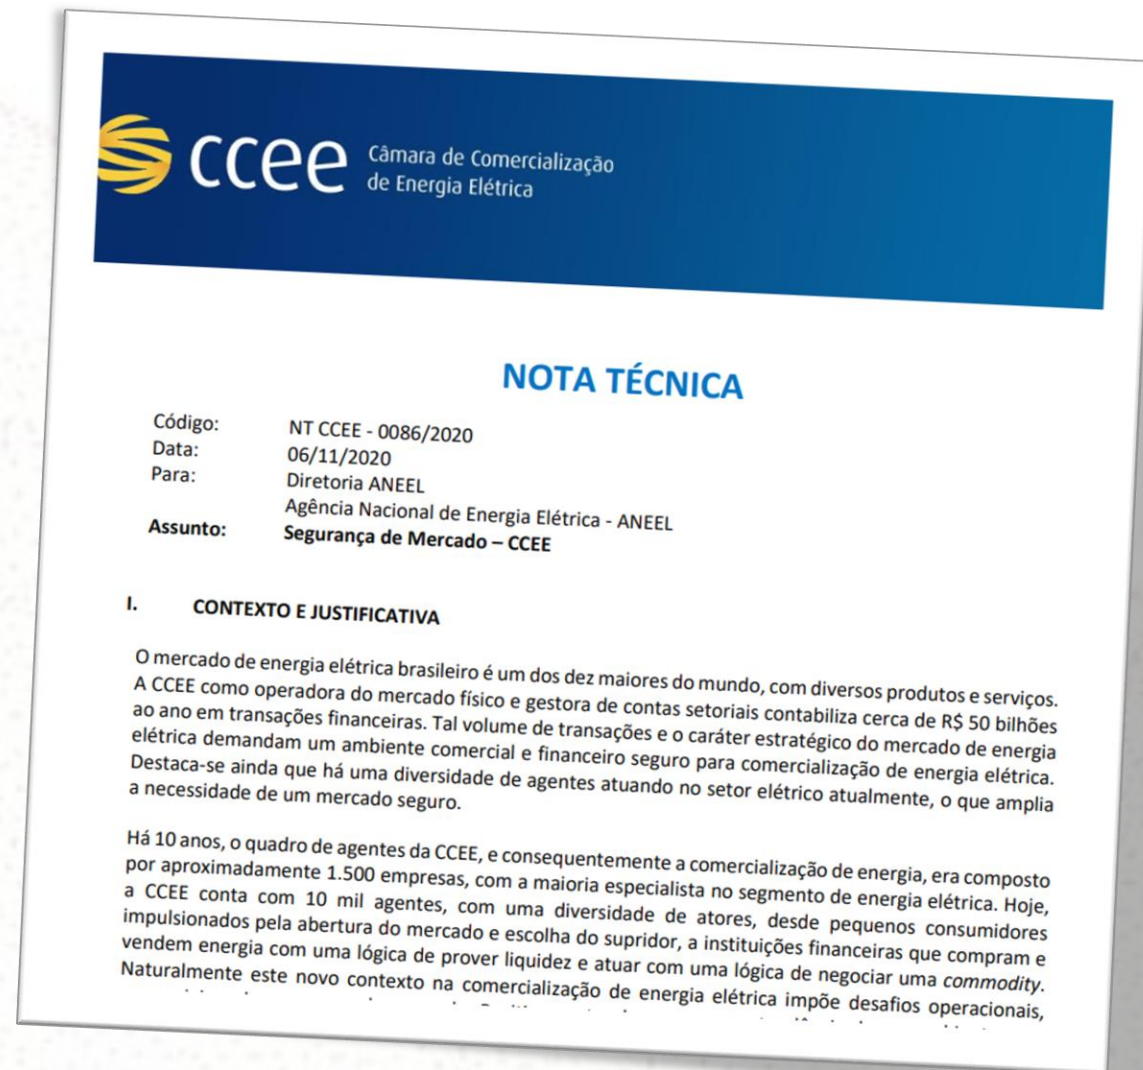 ccee
Câmara de Comercialização
de Energia Elétrica
NOTA TÉCNICA
Código: NT CCEE - 0086/2020
Data: 06/11/2020
Para: Diretoria ANEEL
Agência Nacional de Energia Elétrica - ANEEL
Assunto: Segurança de Mercado – CCEE
I. CONTEXTO E JUSTIFICATIVA
O mercado de energia elétrica brasileiro é um dos dez maiores do mundo, com diversos produtos e serviços.
A CCEE como operadora do mercado físico e gestora de contas setoriais contabiliza cerca de R$ 50 bilhões
ao ano em transações financeiras. Tal volume de transações e o caráter estratégico do mercado de energia
elétrica demandam um ambiente comercial e financeiro seguro para comercialização de energia elétrica.
Destaca-se ainda que há uma diversidade de agentes atuando no setor elétrico atualmente, o que amplia
a necessidade de um mercado seguro.
Há 10 anos, o quadro de agentes da CCEE, e consequentemente a comercialização de energia, era composto
por aproximadamente 1.500 empresas, com a maioria especialista no segmento de energia elétrica. Hoje,
a CCEE conta com 10 mil agentes, com uma diversidade de atores, desde pequenos consumidores
impulsionados pela abertura do mercado e escolha do supridor, a instituições financeiras que compram e
vendem energia com uma lógica de prover liquidez e atuar com uma lógica de negociar uma commodity.
Naturalmente este novo contexto na comercialização de energia elétrica impõe desafios operacionais,